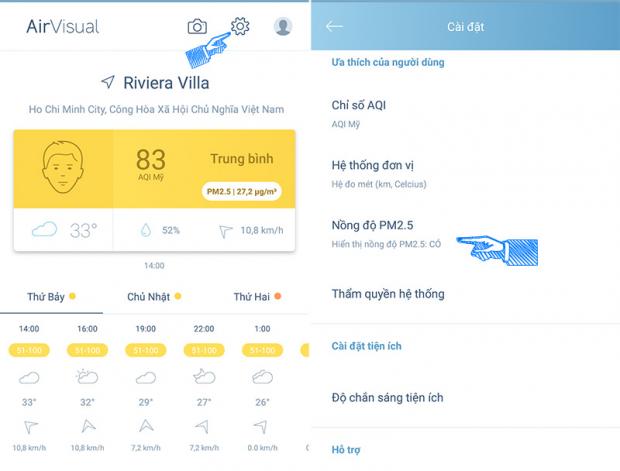 AirVisual
Riviera Villa
Ho Chi Minh City, Công Hòa Xã Hội Chủ Nghĩa Việt Nam
83
AQI Mỹ
Trung bình
PM2.5 | 27,2 µg/m³
33°
52%
10,8 km/h
14:00
Thứ Bảy
Chủ Nhật
Thứ Hai
14:00 16:00 19:00 22:00 1:00
51-100 51-100 51-100 51-100 51-100
33° 32° 29° 27° 26°
10,8 km/h 10,8 km/h 7,2 km/h 7,2 km/h 0.0 km/h
Cài đặt
Ưa thích của người dùng
Chỉ số AQI
AQI Mỹ
Hệ thống đơn vị
Hệ đo mét (km, Celcius)
Nồng độ PM2.5
Hiển thị nồng độ PM2.5: CÓ
Thẩm quyền hệ thống
Cài đặt tiện ích
Độ chắn sáng tiện ích
Hỗ trợ